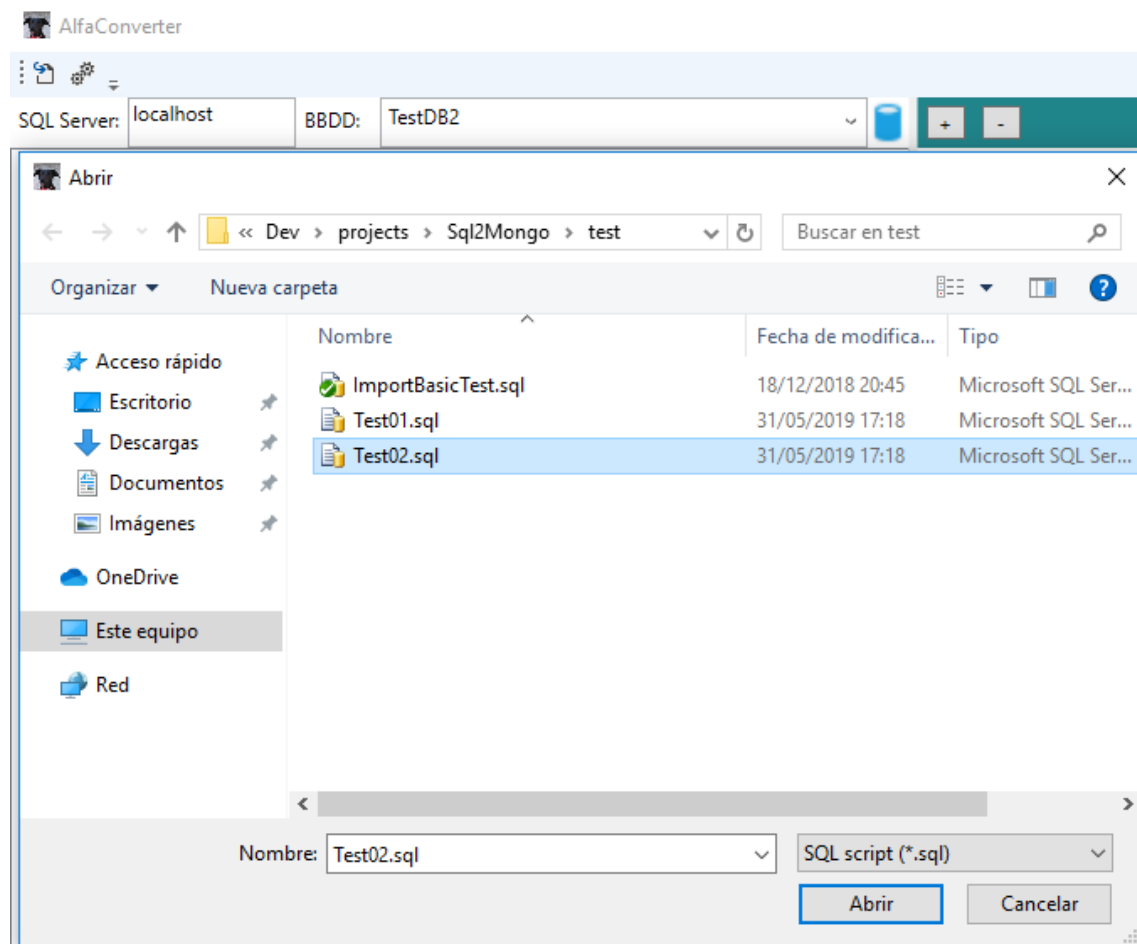 AlfaConverter
SQL Server: localhost BBDD: TestDB2 + -
Abrir
« Dev > projects > Sql2Mongo > test Buscar en test
Organizar Nueva carpeta ?
Nombre Fecha de modifica... Tipo
Acceso rápido
Escritorio
Descargas
Documentos
Imágenes
OneDrive
Este equipo
Red
ImportBasicTest.sql 18/12/2018 20:45 Microsoft SQL Ser...
Test01.sql 31/05/2019 17:18 Microsoft SQL Ser...
Test02.sql 31/05/2019 17:18 Microsoft SQL Ser...
Nombre: Test02.sql SQL script (*.sql)
Abrir Cancelar